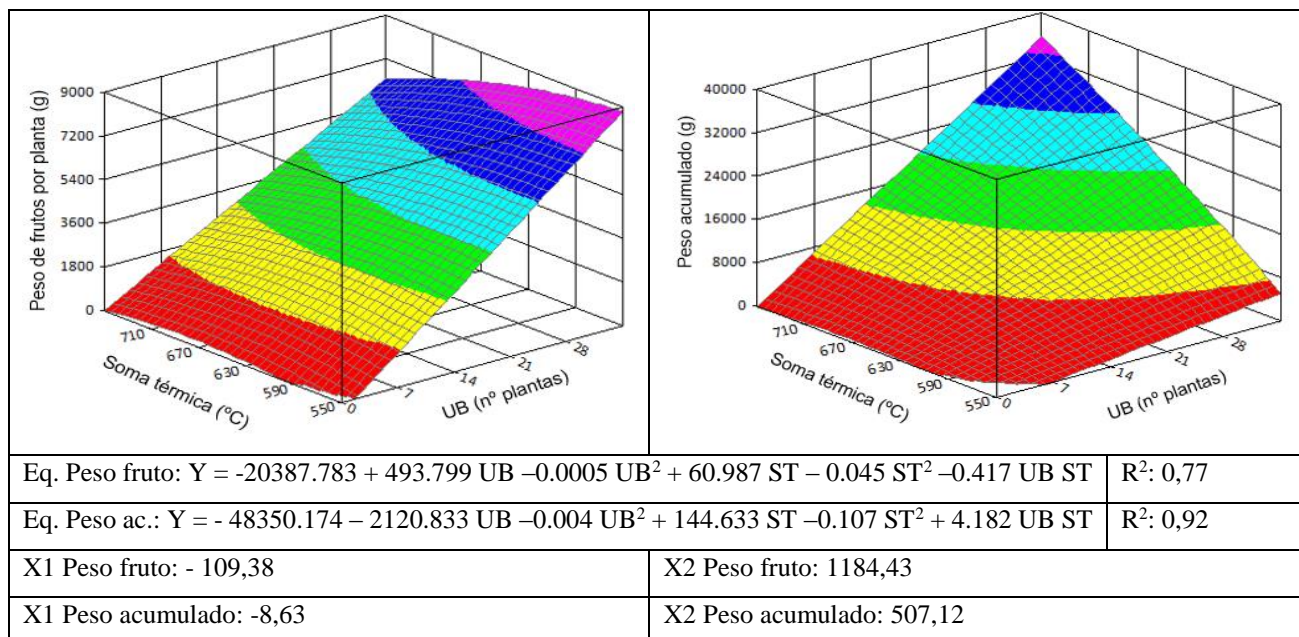 Peso de frutos por planta (g)
9000
7200
5400
3600
1800
0
710
670
630
590
550
Soma térmica (ºC)
0
7
14
21
28
UB (nº plantas)
Peso acumulado (g)
40000
32000
24000
16000
8000
0
710
670
630
590
550
Soma térmica (ºC)
0
7
14
21
28
UB (nº plantas)
Eq. Peso fruto: Y = -20387.783 + 493.799 UB –0.0005 UB² + 60.987 ST – 0.045 ST² –0.417 UB ST
R²: 0,77
Eq. Peso ac.: Y = - 48350.174 – 2120.833 UB –0.004 UB² + 144.633 ST –0.107 ST² + 4.182 UB ST
R²: 0,92
X1 Peso fruto: - 109,38
X2 Peso fruto: 1184,43
X1 Peso acumulado: -8,63
X2 Peso acumulado: 507,12